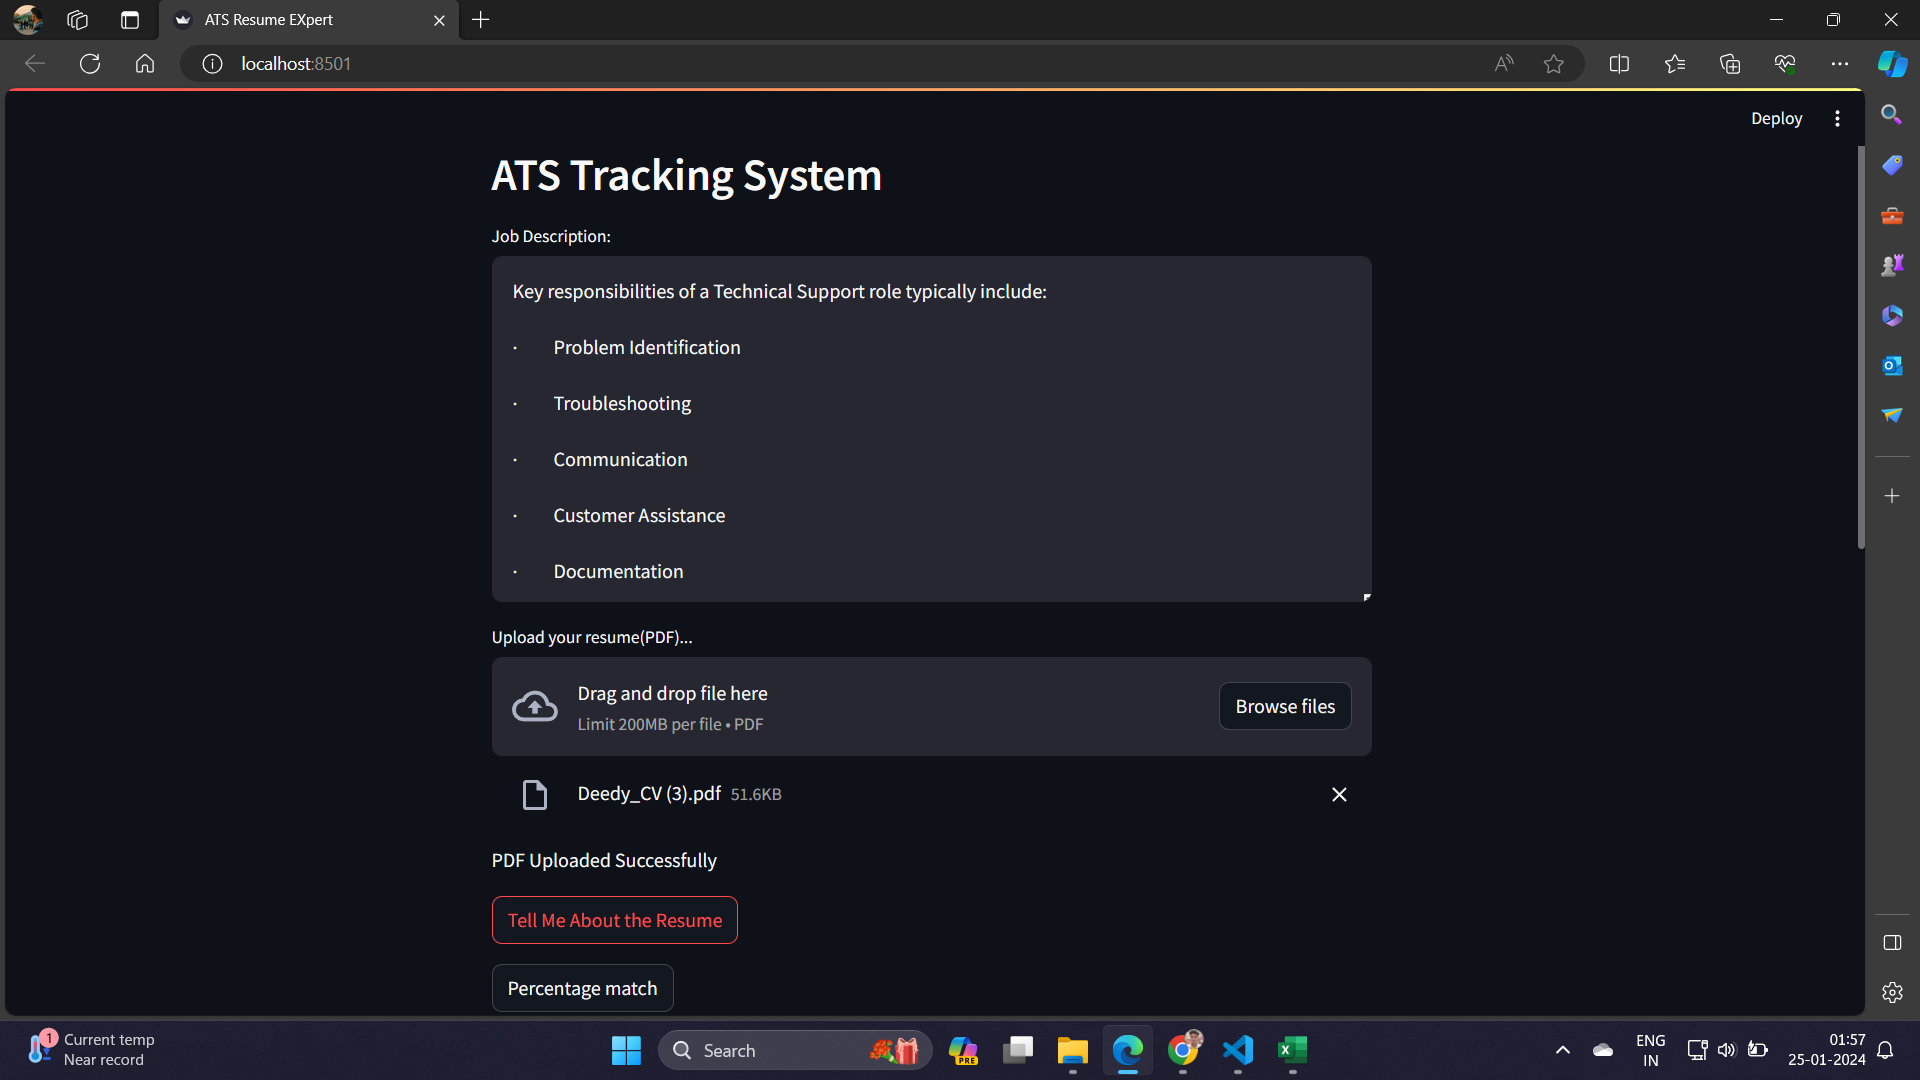 ATS Resume EXpert
localhost:8501
Deploy
ATS Tracking System
Job Description:
Key responsibilities of a Technical Support role typically include:
· Problem Identification
· Troubleshooting
· Communication
· Customer Assistance
· Documentation
Upload your resume(PDF)...
Drag and drop file here
Limit 200MB per file • PDF
Browse files
Deedy_CV (3).pdf 51.6KB
PDF Uploaded Successfully
Tell Me About the Resume
Percentage match
1
Current temp
Near record
Search
PRE
ENG
IN
01:57
25-01-2024